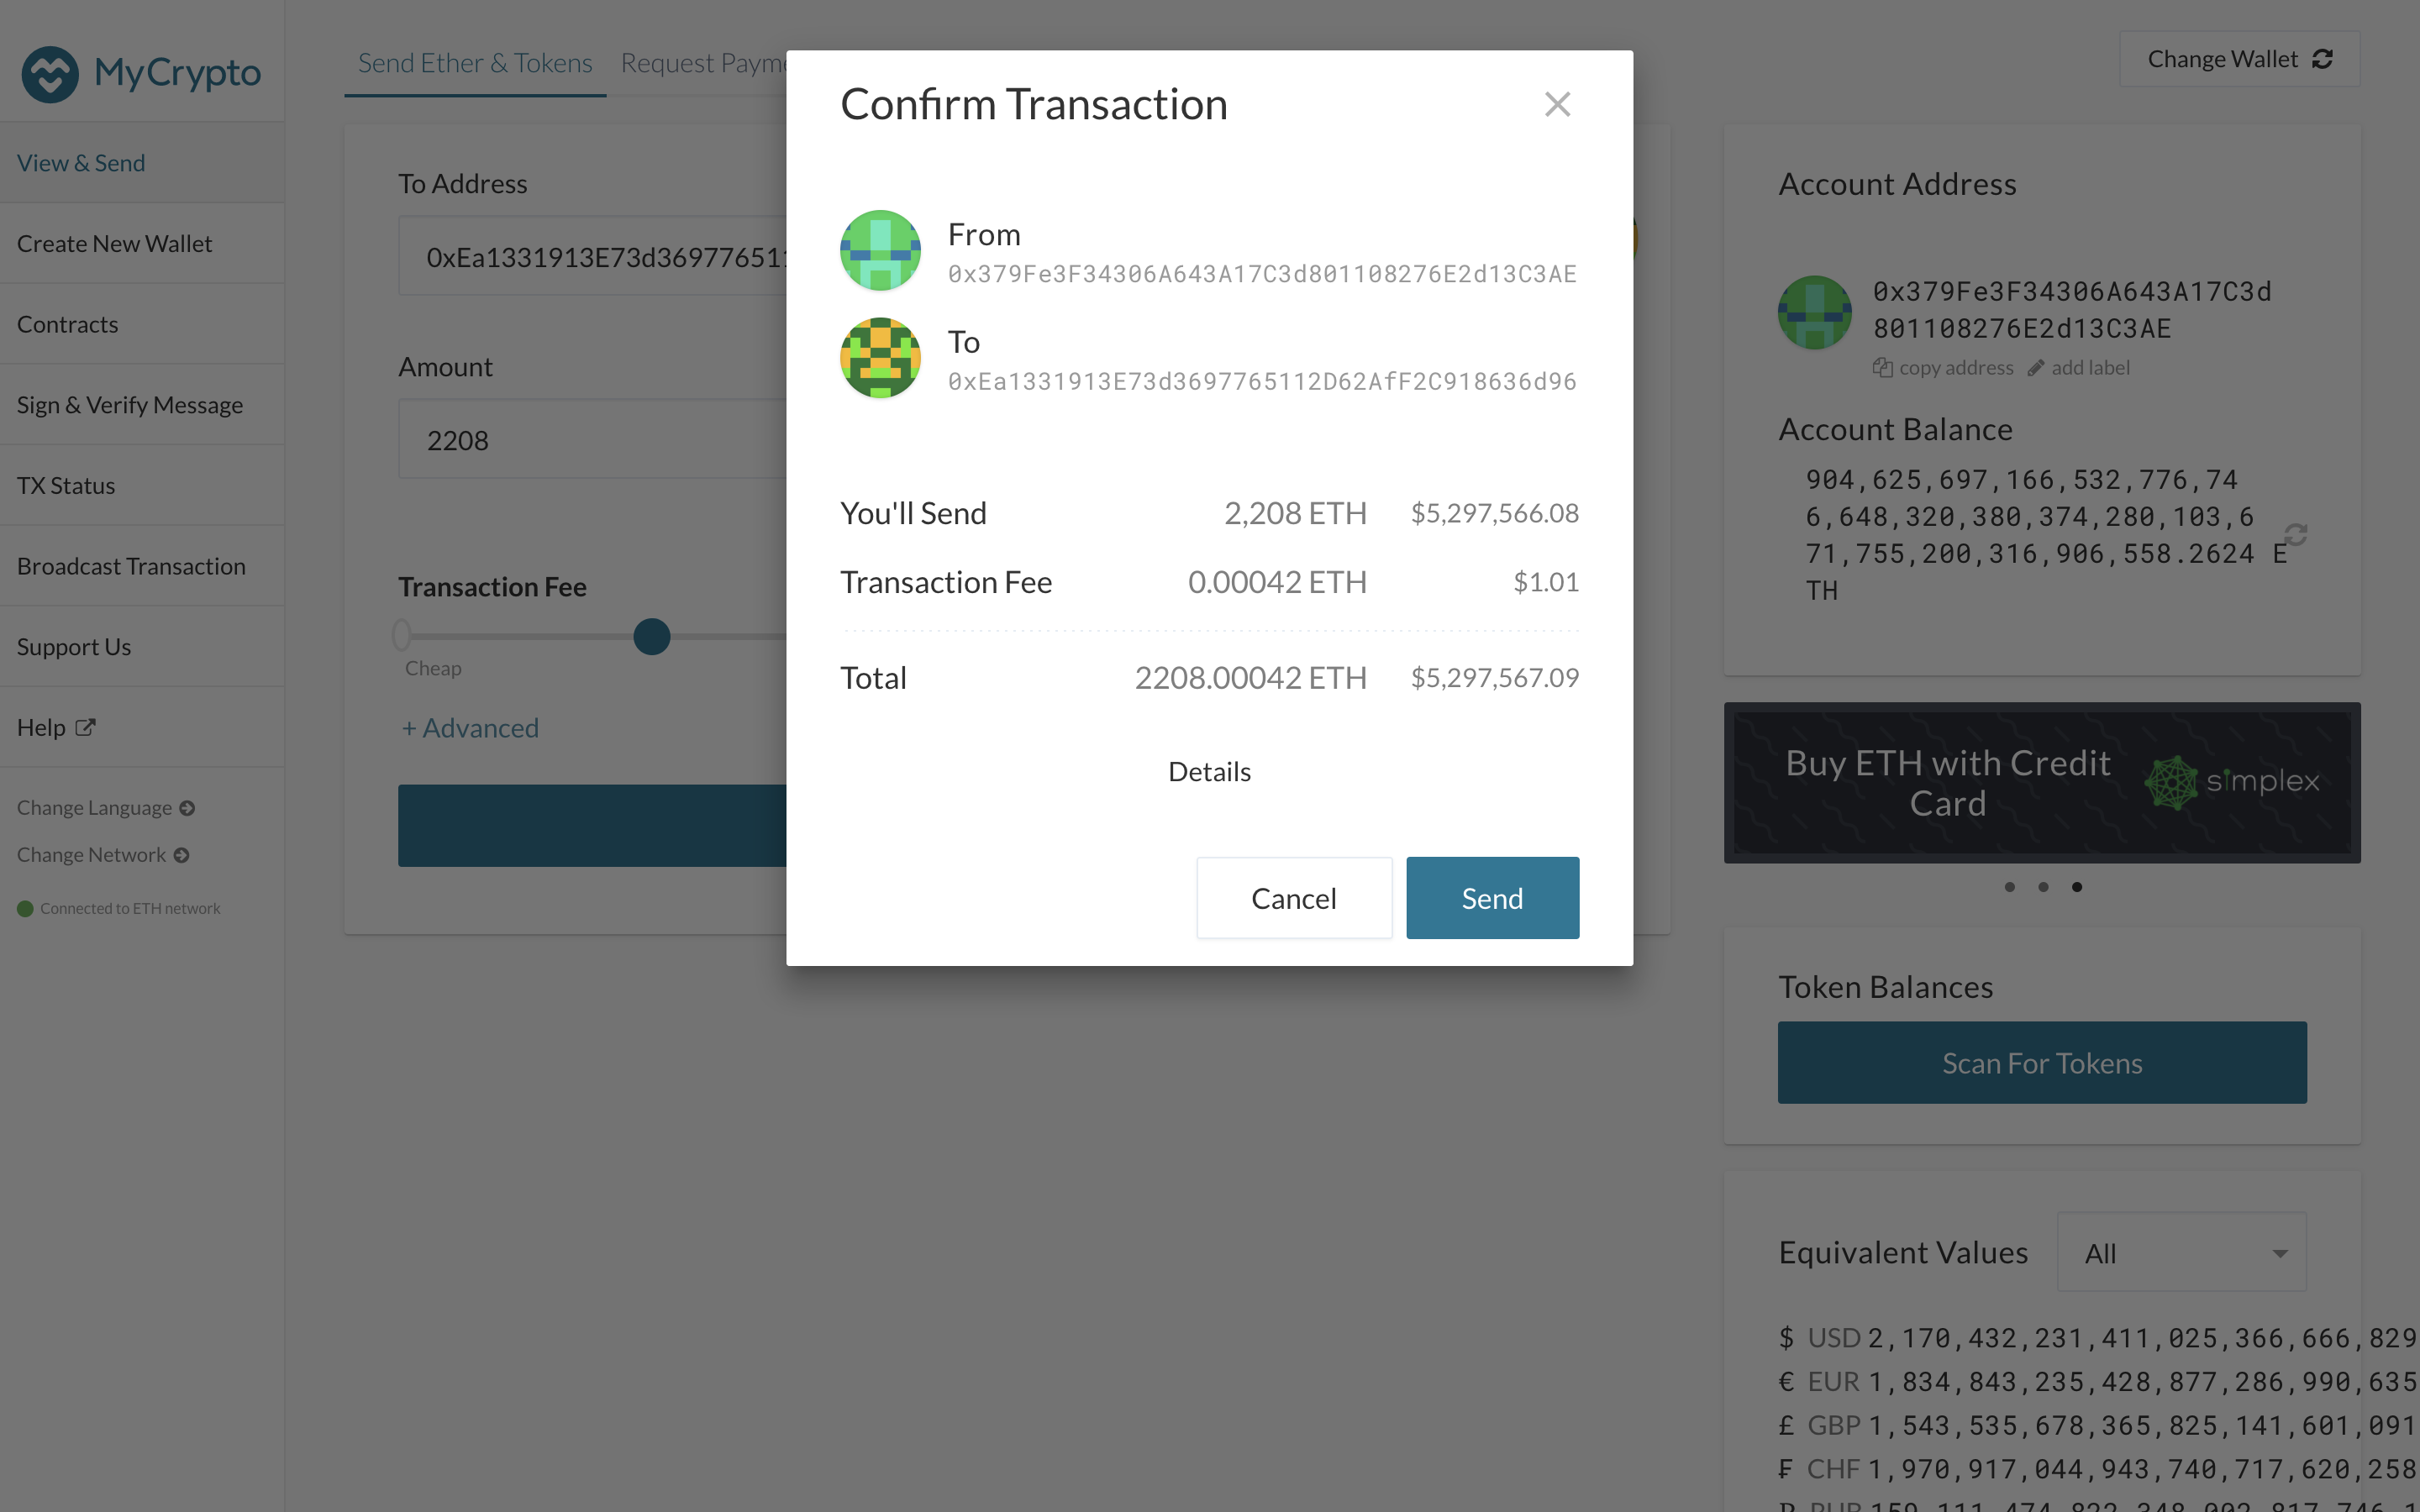 MyCrypto
View & Send
Create New Wallet
Contracts
Sign & Verify Message
TX Status
Broadcast Transaction
Support Us
Help
Change Language
Change Network
Connected to ETH network
Send Ether & Tokens
Request Payme
To Address
0xEa1331913E73d369776511
Amount
2208
Transaction Fee
Cheap
+ Advanced
Confirm Transaction
From
0x379Fe3F34306A643A17C3d801108276E2d13C3AE
To
0xEa1331913E73d3697765112D62AfF2C918636d96
You'll Send 2,208 ETH $5,297,566.08
Transaction Fee 0.00042 ETH $1.01
Total 2208.00042 ETH $5,297,567.09
Details
Cancel
Send
Change Wallet
Account Address
0x379Fe3F34306A643A17C3d
801108276E2d13C3AE
copy address add label
Account Balance
904,625,697,166,532,776,74
6,648,320,380,374,280,103,6
71,755,200,316,906,558.2624 E
TH
Buy ETH with Credit
Card
simplex
Token Balances
Scan For Tokens
Equivalent Values
All
$ USD 2,170,432,231,411,025,366,666,829
€ EUR 1,834,843,235,428,877,286,990,635
£ GBP 1,543,535,678,365,825,141,601,091
₣ CHF 1,970,917,044,943,740,717,620,258